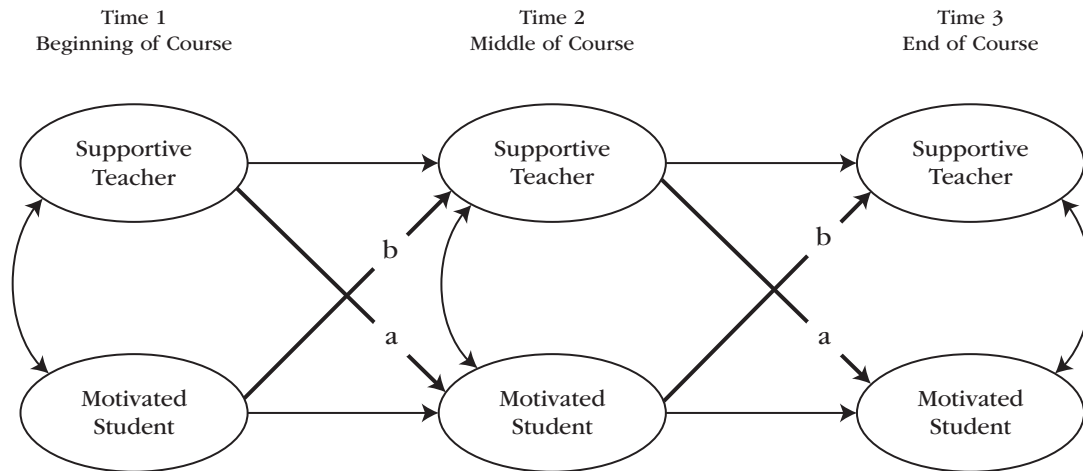 Time 1
Beginning of Course
Time 2
Middle of Course
Time 3
End of Course
Supportive
Teacher
Supportive
Teacher
Supportive
Teacher
b
b
a
a
Motivated
Student
Motivated
Student
Motivated
Student